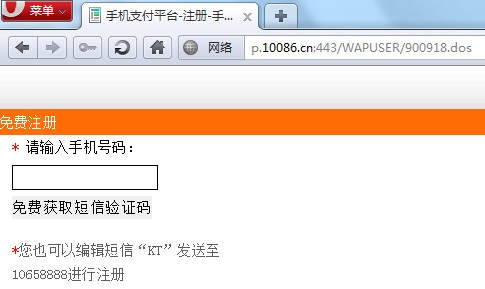 菜单
手机支付平台-注册-手...
网络
p.10086.cn:443/WAPUSER/900918.dos
免费注册
* 请输入手机号码：
免费获取短信验证码
*您也可以编辑短信“KT”发送至
10658888进行注册